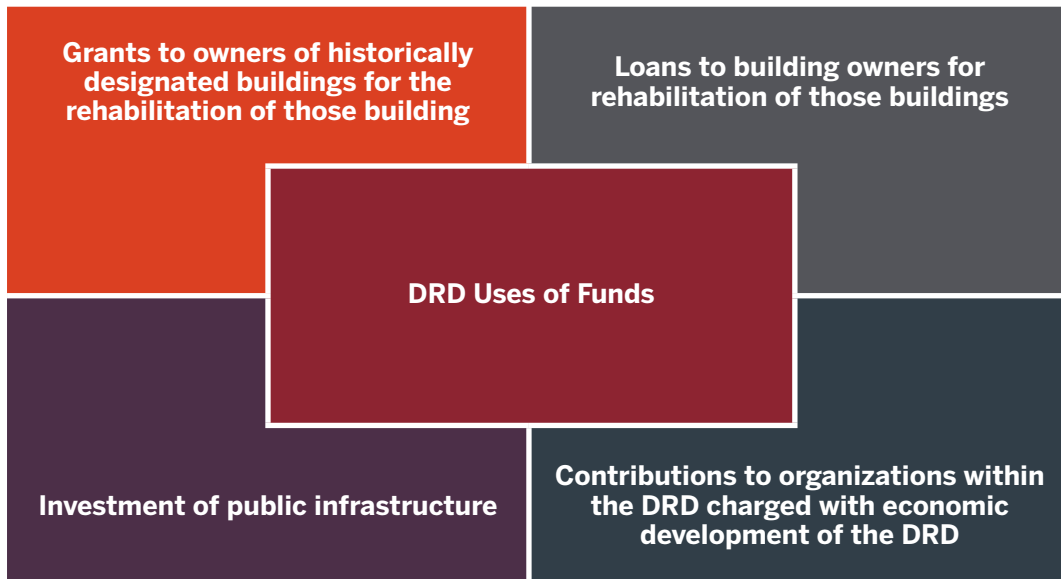 Grants to owners of historically
designated buildings for the
rehabilitation of those building
Loans to building owners for
rehabilitation of those buildings
DRD Uses of Funds
Investment of public infrastructure
Contributions to organizations within
the DRD charged with economic
development of the DRD